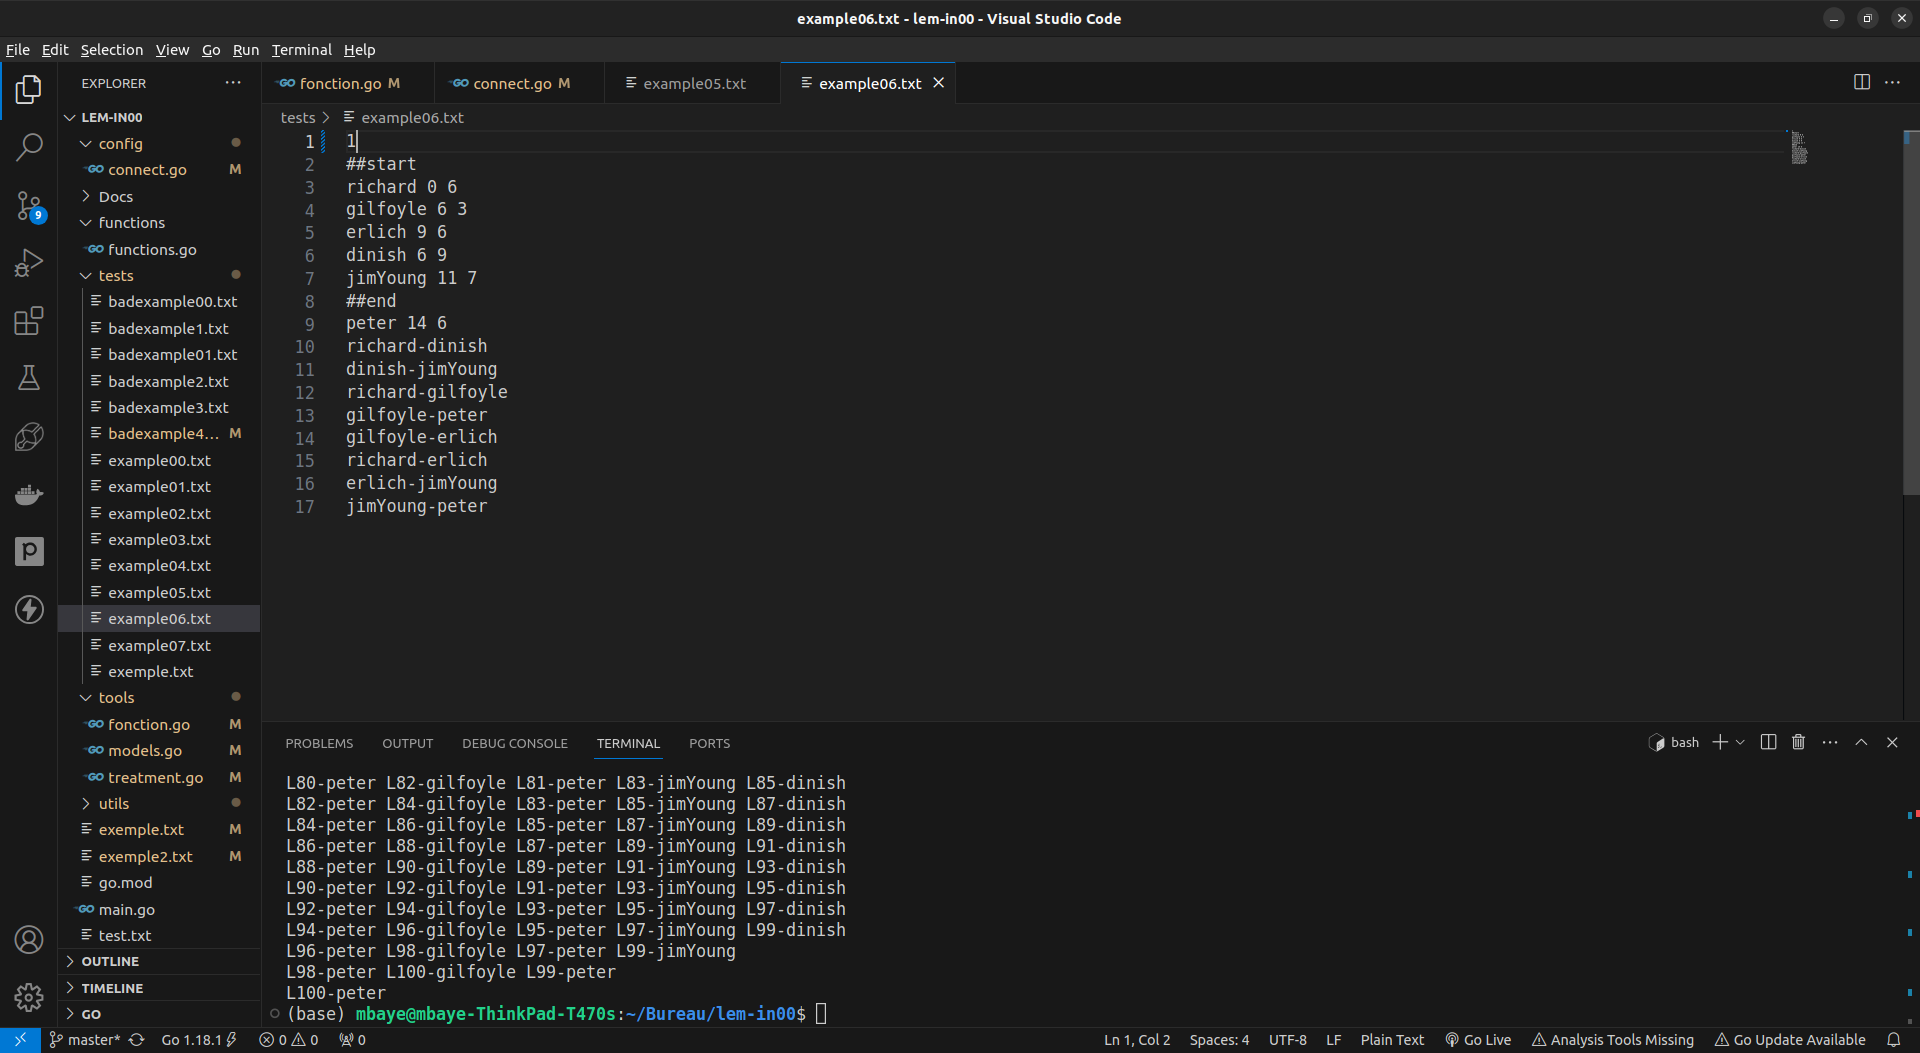 example06.txt - lem-in00 - Visual Studio Code
File Edit Selection View Go Run Terminal Help
EXPLORER
LEM-IN00
config
GO connect.go M
Docs
functions
GO functions.go
tests
badexample00.txt
badexample1.txt
badexample01.txt
badexample2.txt
badexample3.txt
badexample4... M
example00.txt
example01.txt
example02.txt
example03.txt
example04.txt
example05.txt
example06.txt
example07.txt
exemple.txt
tools
GO fonction.go M
GO models.go M
GO treatment.go M
utils
exemple.txt M
exemple2.txt M
go.mod
GO main.go
test.txt
OUTLINE
TIMELINE
GO
9
GO fonction.go M GO connect.go M example05.txt example06.txt
tests > example06.txt
1 1
2 ##start
3 richard 0 6
4 gilfoyle 6 3
5 erlich 9 6
6 dinish 6 9
7 jimYoung 11 7
8 ##end
9 peter 14 6
10 richard-dinish
11 dinish-jimYoung
12 richard-gilfoyle
13 gilfoyle-peter
14 gilfoyle-erlich
15 richard-erlich
16 erlich-jimYoung
17 jimYoung-peter
PROBLEMS OUTPUT DEBUG CONSOLE TERMINAL PORTS bash
L80-peter L82-gilfoyle L81-peter L83-jimYoung L85-dinish
L82-peter L84-gilfoyle L83-peter L85-jimYoung L87-dinish
L84-peter L86-gilfoyle L85-peter L87-jimYoung L89-dinish
L86-peter L88-gilfoyle L87-peter L89-jimYoung L91-dinish
L88-peter L90-gilfoyle L89-peter L91-jimYoung L93-dinish
L90-peter L92-gilfoyle L91-peter L93-jimYoung L95-dinish
L92-peter L94-gilfoyle L93-peter L95-jimYoung L97-dinish
L94-peter L96-gilfoyle L95-peter L97-jimYoung L99-dinish
L96-peter L98-gilfoyle L97-peter L99-jimYoung
L98-peter L100-gilfoyle L99-peter
L100-peter
(base) mbaye@mbaye-ThinkPad-T470s:~/Bureau/lem-in00$
master* Go 1.18.1 0 0 0 Ln 1, Col 2 Spaces: 4 UTF-8 LF Plain Text Go Live Analysis Tools Missing Go Update Available